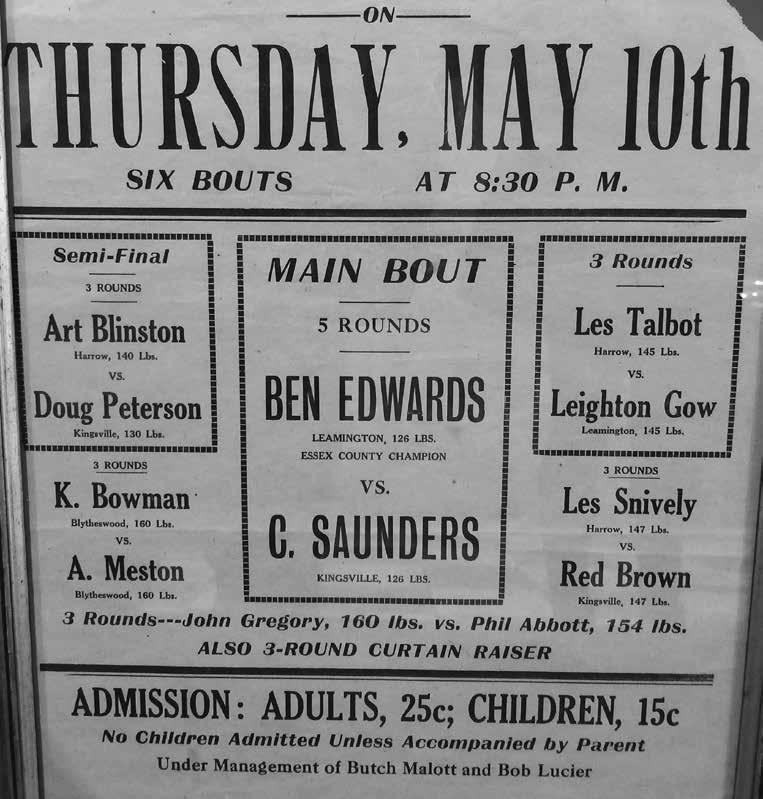 ON
THURSDAY, MAY 10th
SIX BOUTS AT 8:30 P. M.
Semi-Final
3 ROUNDS
Art Blinston
Harrow, 140 Lbs.
VS.
Doug Peterson
Kingsville, 130 Lbs.
3 ROUNDS
K. Bowman
Blytheswood, 160 Lbs.
VS.
A. Meston
Blytheswood, 160 Lbs.
MAIN BOUT
5 ROUNDS
BEN EDWARDS
LEAMINGTON, 126 LBS.
ESSEX COUNTY CHAMPION
VS.
C. SAUNDERS
KINGSVILLE, 126 LBS.
3 Rounds
Les Talbot
Harrow, 145 Lbs.
VS.
Leighton Gow
Leamington, 145 Lbs.
3 ROUNDS
Les Snively
Harrow, 147 Lbs.
VS.
Red Brown
Kingsville, 147 Lbs.
3 Rounds---John Gregory, 160 lbs. vs. Phil Abbott, 154 lbs.
ALSO 3-ROUND CURTAIN RAISER
ADMISSION: ADULTS, 25c; CHILDREN, 15c
No Children Admitted Unless Accompanied by Parent
Under Management of Butch Malott and Bob Lucier